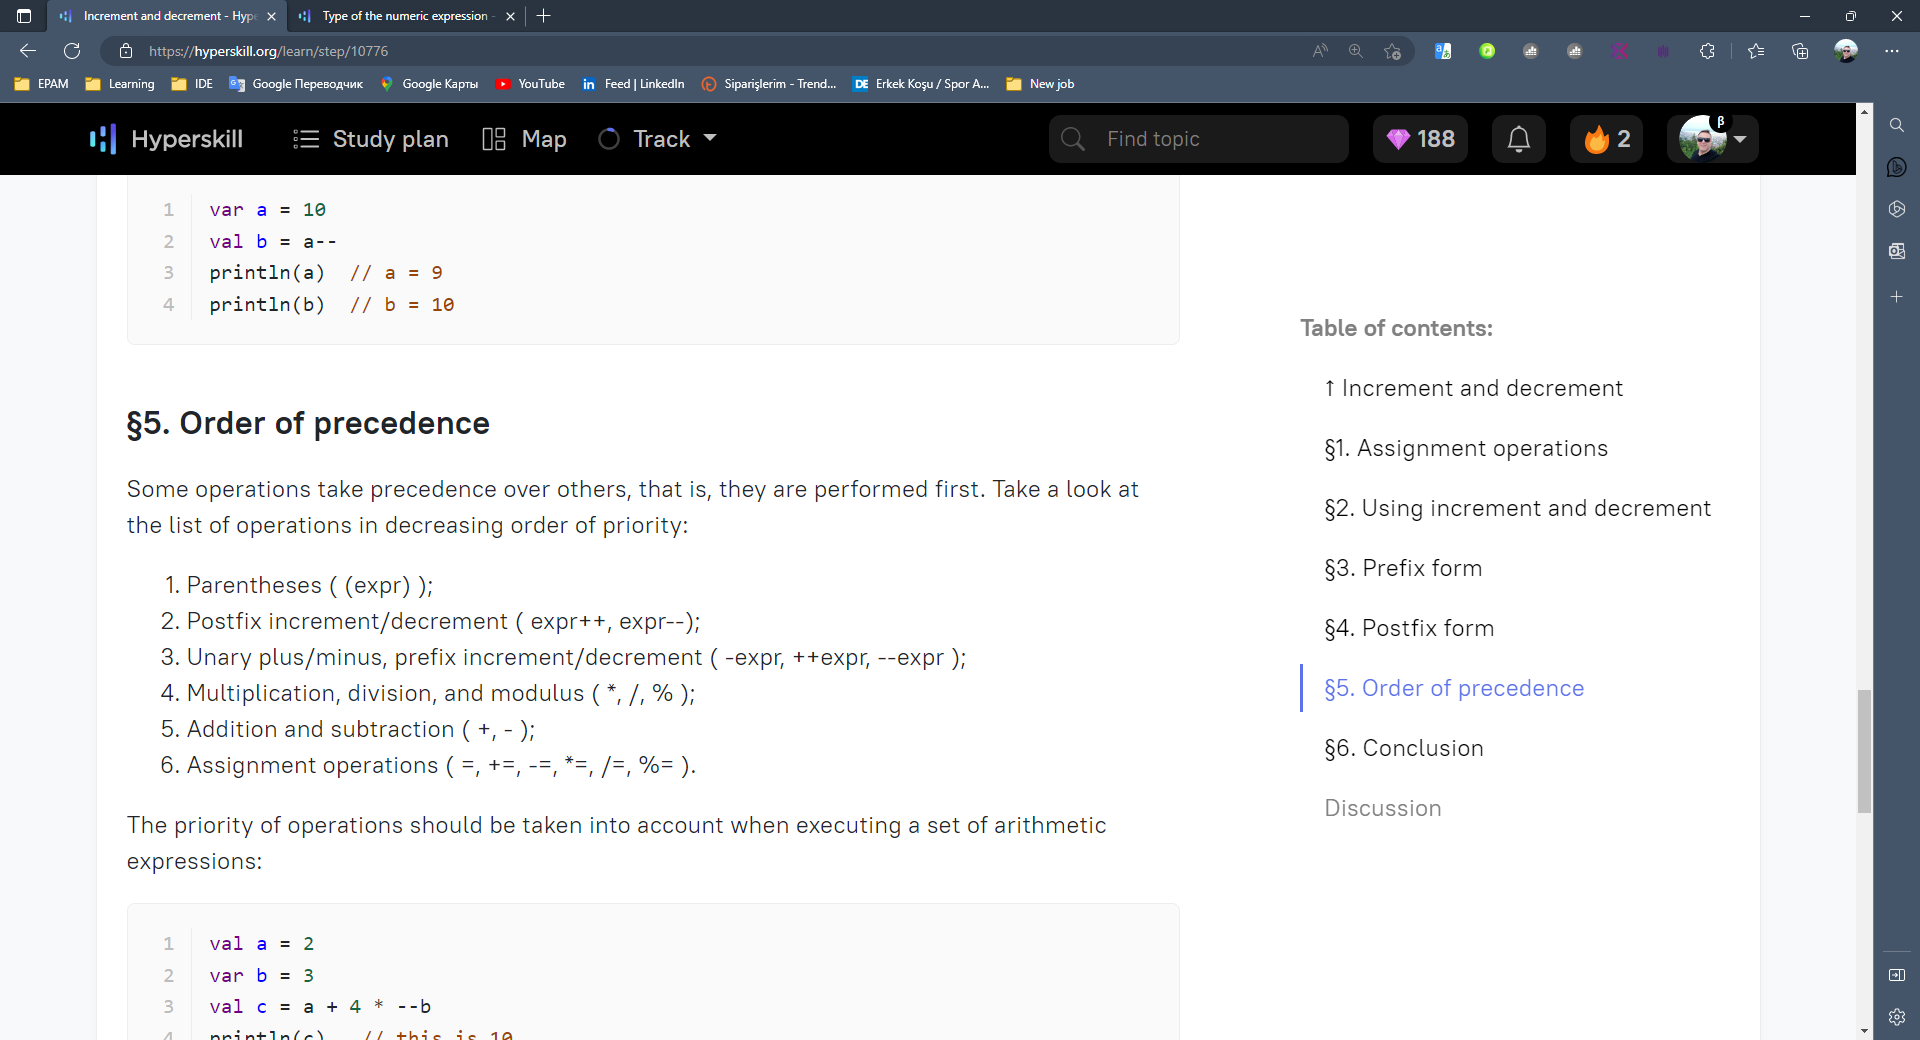 Increment and decrement - Hype
Type of the numeric expression -
https://hyperskill.org/learn/step/10776
EPAM
Learning
IDE
Google Переводчик
Google Карты
YouTube
Feed | LinkedIn
Siparişlerim - Trend...
DE Erkek Koşu / Spor A...
New job
Hyperskill
Study plan
Map
Track
Find topic
188
2
β
1 var a = 10
2 val b = a--
3 println(a)  // a = 9
4 println(b)  // b = 10
§5. Order of precedence
Some operations take precedence over others, that is, they are performed first. Take a look at
the list of operations in decreasing order of priority:
1. Parentheses ( (expr) );
2. Postfix increment/decrement ( expr++, expr--);
3. Unary plus/minus, prefix increment/decrement ( -expr, ++expr, --expr );
4. Multiplication, division, and modulus ( *, /, % );
5. Addition and subtraction ( +, - );
6. Assignment operations ( =, +=, -=, *=, /=, %= ).
The priority of operations should be taken into account when executing a set of arithmetic
expressions:
1 val a = 2
2 var b = 3
3 val c = a + 4 * --b
4 println(c)   // this is 10
Table of contents:
↑ Increment and decrement
§1. Assignment operations
§2. Using increment and decrement
§3. Prefix form
§4. Postfix form
§5. Order of precedence
§6. Conclusion
Discussion